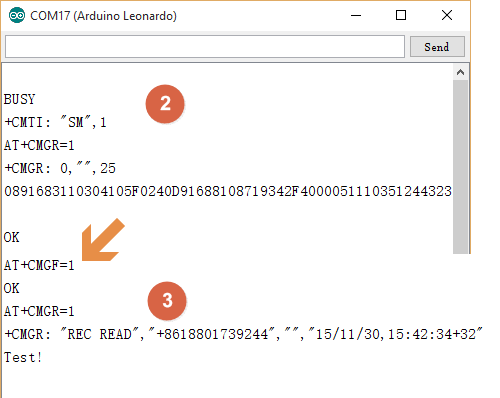 COM17 (Arduino Leonardo)
Send
BUSY
2
+CMTI: "SM",1
AT+CMGR=1
+CMGR: 0,"",25
0891683110304105F0240D91688108719342F4000051110351244323
OK
AT+CMGF=1
OK
3
AT+CMGR=1
+CMGR: "REC READ","+8618801739244","","15/11/30,15:42:34+32"
Test!